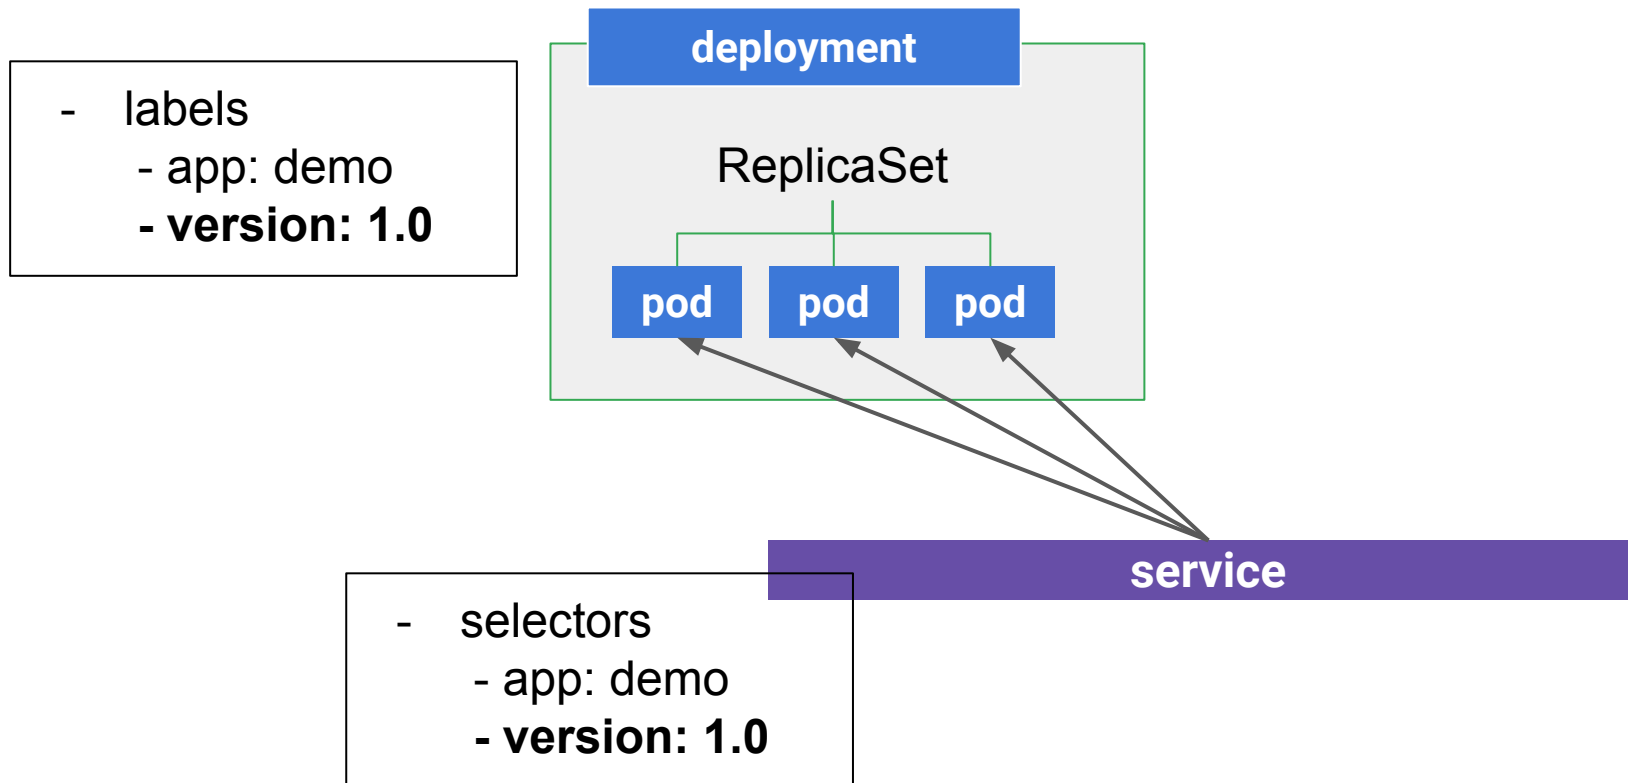 deployment
- labels
- app: demo
- version: 1.0
ReplicaSet
pod pod pod
service
- selectors
- app: demo
- version: 1.0